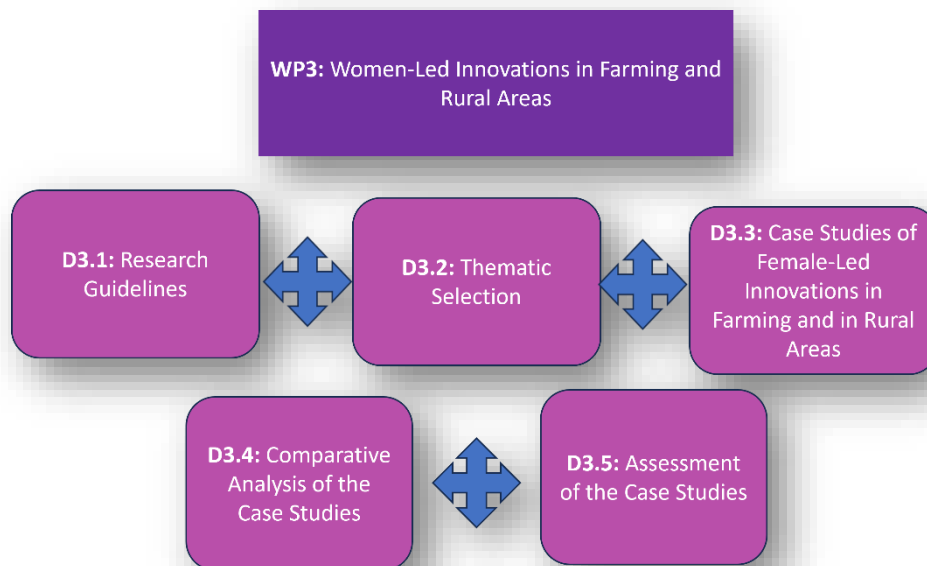 WP3: Women-Led Innovations in Farming and
Rural Areas
D3.1: Research
Guidelines
D3.2: Thematic
Selection
D3.3: Case Studies of
Female-Led
Innovations in
Farming and in Rural
Areas
D3.4: Comparative
Analysis of the
Case Studies
D3.5: Assessment
of the Case Studies